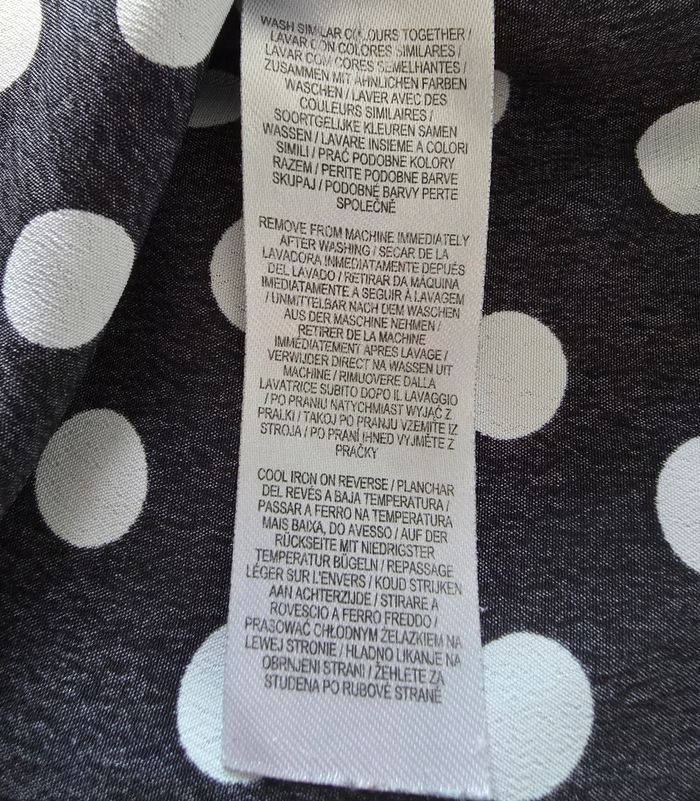 WASH SIMILAR COLOURS TOGETHER /
LAVAR CON COLORES SIMILARES /
LAVAR COM CORES SEMELHANTES /
ZUSAMMEN MIT ÄHNLICHEN FARBEN
WASCHEN / LAVER AVEC DES
COULEURS SIMILAIRES /
SOORTGELIJKE KLEUREN SAMEN
WASSEN / LAVARE INSIEME A COLORI
SIMILI / PRAĆ PODOBNE KOLORY
RAZEM / PERITE PODOBNE BARVE
SKUPAJ / PODOBNÉ BARVY PERTE
SPOLEČNĚ
REMOVE FROM MACHINE IMMEDIATELY
AFTER WASHING / SECAR DE LA
LAVADORA INMEDIATAMENTE DEPUÉS
DEL LAVADO / RETIRAR DA MÁQUINA
IMEDIATAMENTE A SEGUIR À LAVAGEM
/ UNMITTELBAR NACH DEM WASCHEN
AUS DER MASCHINE NEHMEN /
RETIRER DE LA MACHINE
IMMÉDIATEMENT APRES LAVAGE /
VERWIJDER DIRECT NA WASSEN UIT
MACHINE / RIMUOVERE DALLA
LAVATRICE SUBITO DOPO IL LAVAGGIO
/ PO PRANIU NATYCHMIAST WYJĄĆ Z
PRALKI / TAKOJ PO PRANJU VZEMITE IZ
STROJA / PO PRANÍ IHNED VYJMĚTE Z
PRAČKY
COOL IRON ON REVERSE / PLANCHAR
DEL REVÉS A BAJA TEMPERATURA /
PASSAR A FERRO NA TEMPERATURA
MAIS BAIXA, DO AVESSO / AUF DER
RÜCKSEITE MIT NIEDRIGSTER
TEMPERATUR BÜGELN / REPASSAGE
LÉGER SUR L'ENVERS / KOUD STRIJKEN
AAN ACHTERZIJDE / STIRARE A
ROVESCIO A FERRO FREDDO /
PRASOWAĆ CHŁODNYM ŻELAZKIEM NA
LEWEJ STRONIE / HLADNO LIKANJE NA
OBRNJENI STRANI / ŽEHLETE ZA
STUDENA PO RUBOVÉ STRANĚ